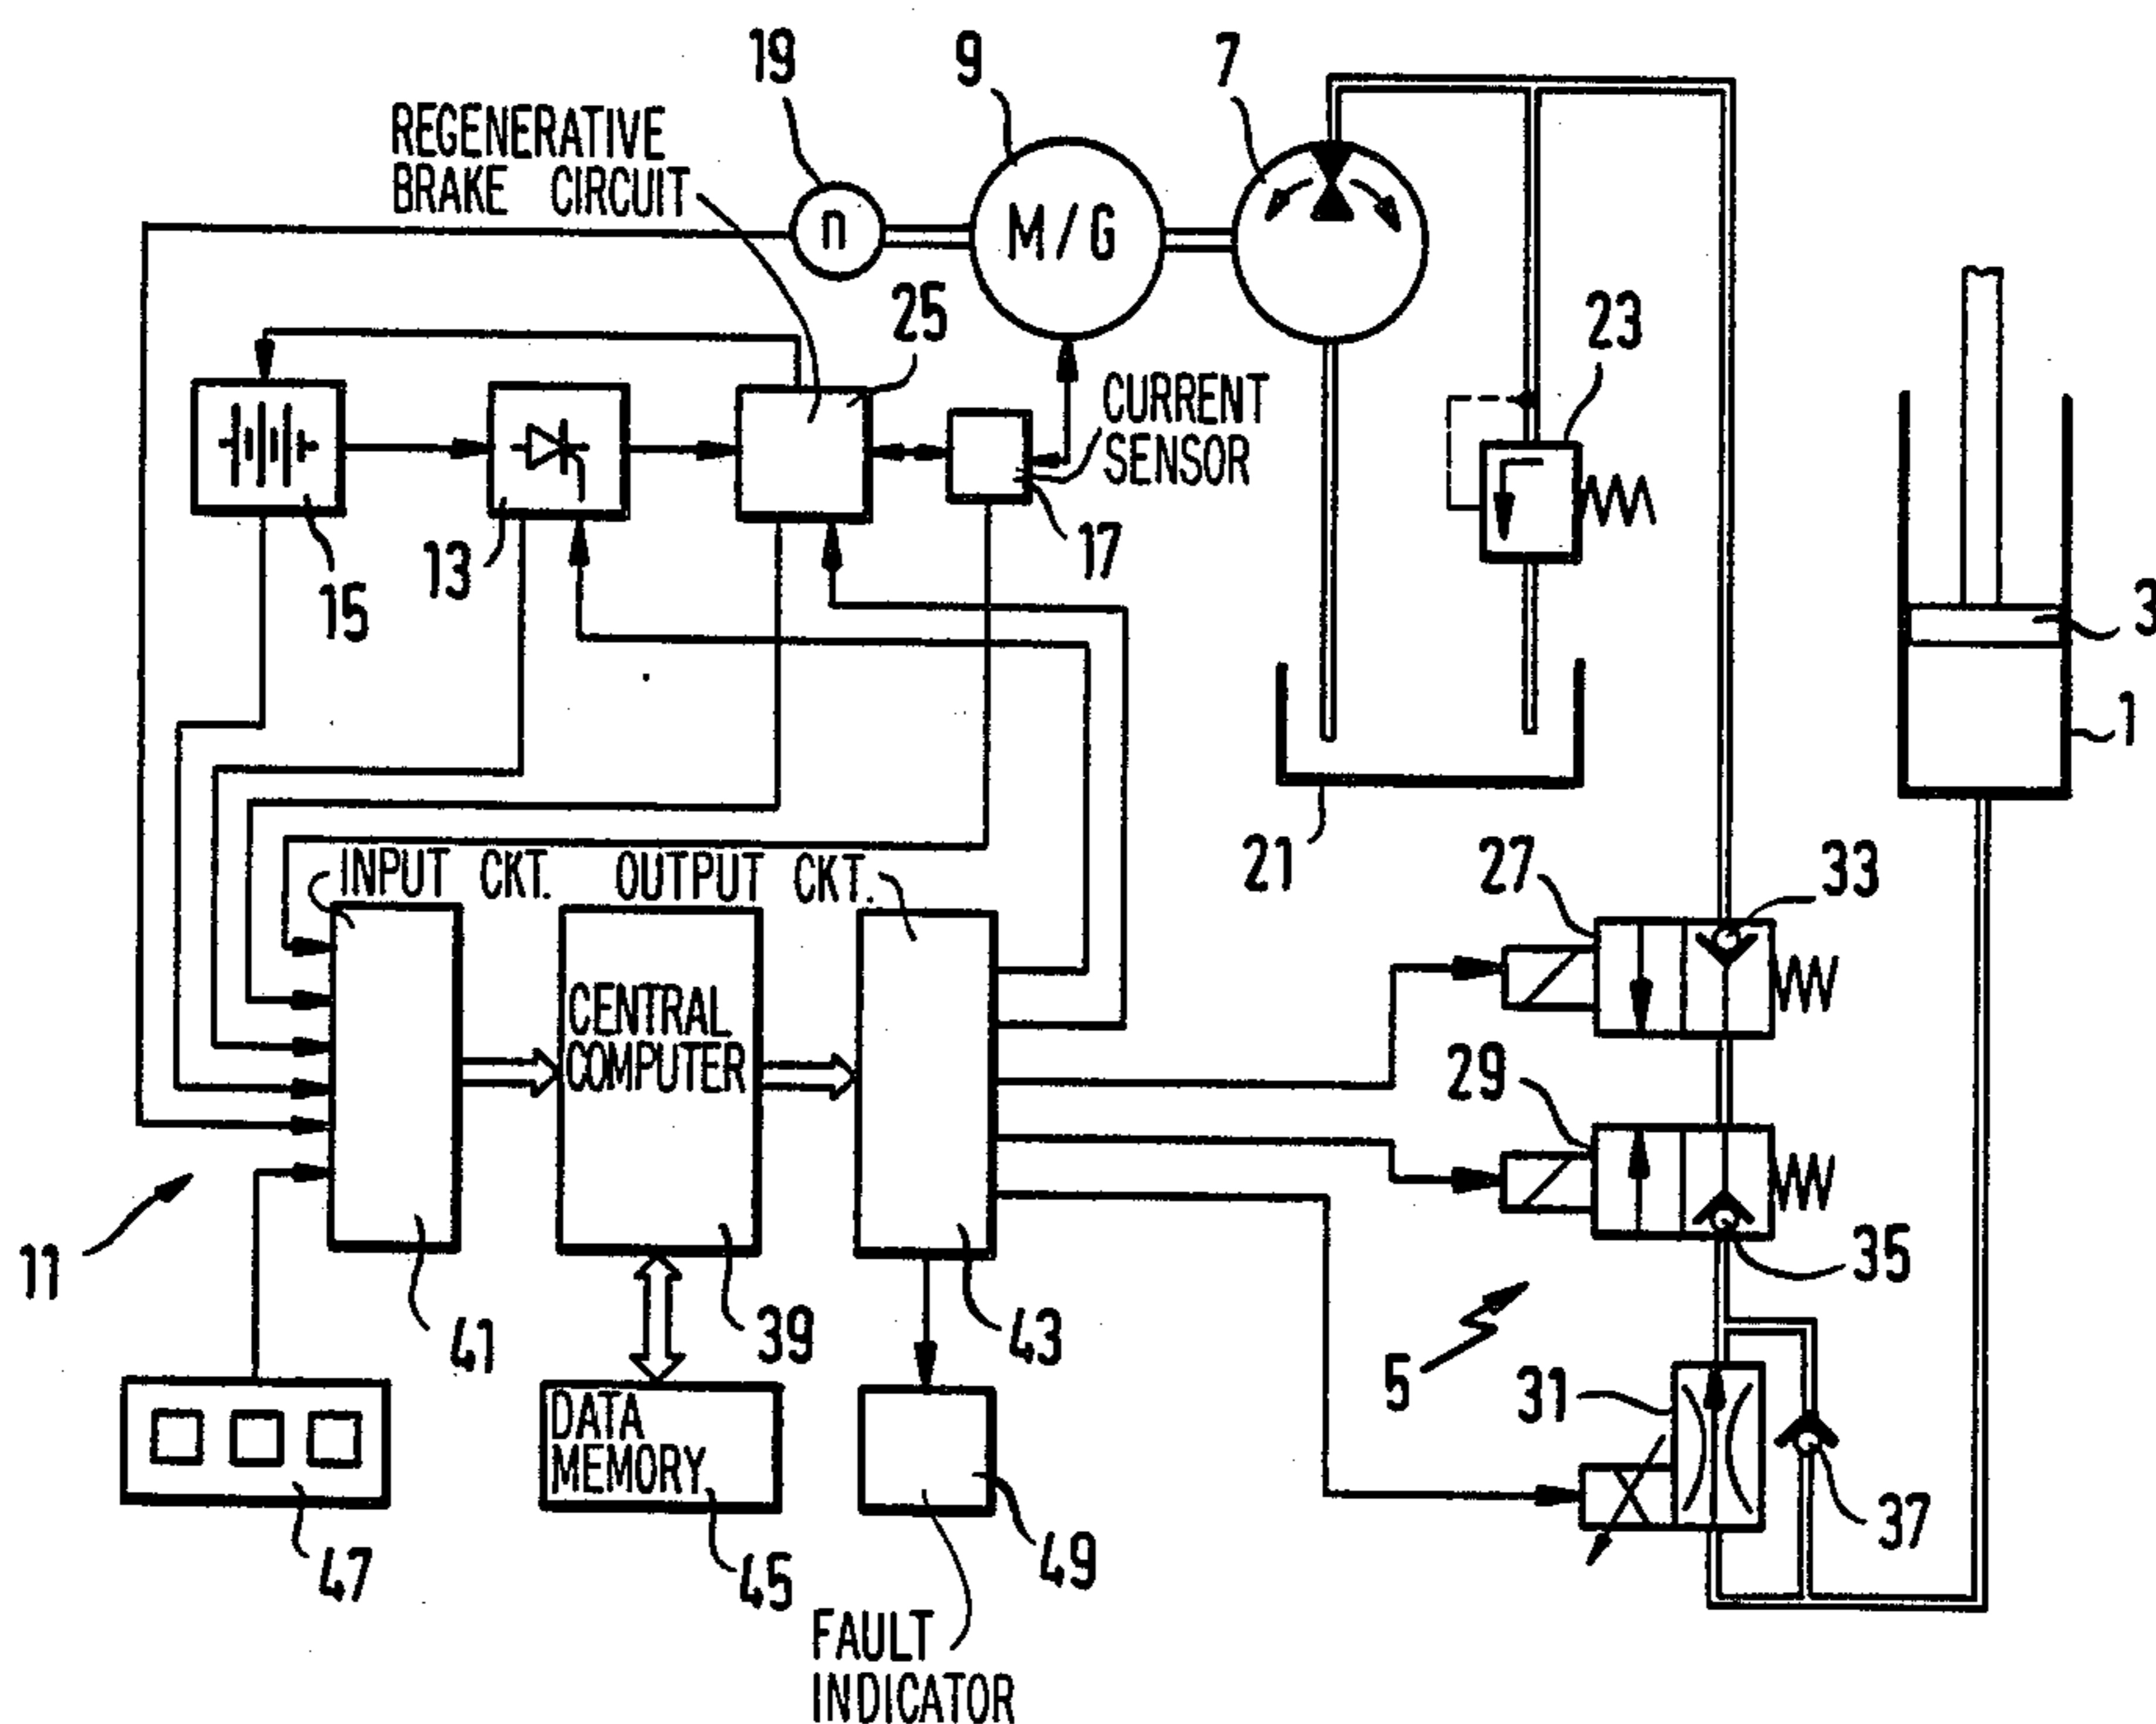 19
9
7
REGENERATIVE
BRAKE CIRCUIT
n
M/G
25
23
CURRENT
SENSOR
17
13
15
3
1
21
27
33
INPUT CKT.
OUTPUT CKT.
CENTRAL
COMPUTER
29
35
11
41
39
43
5
31
37
DATA
MEMORY
47
45
49
FAULT
INDICATOR